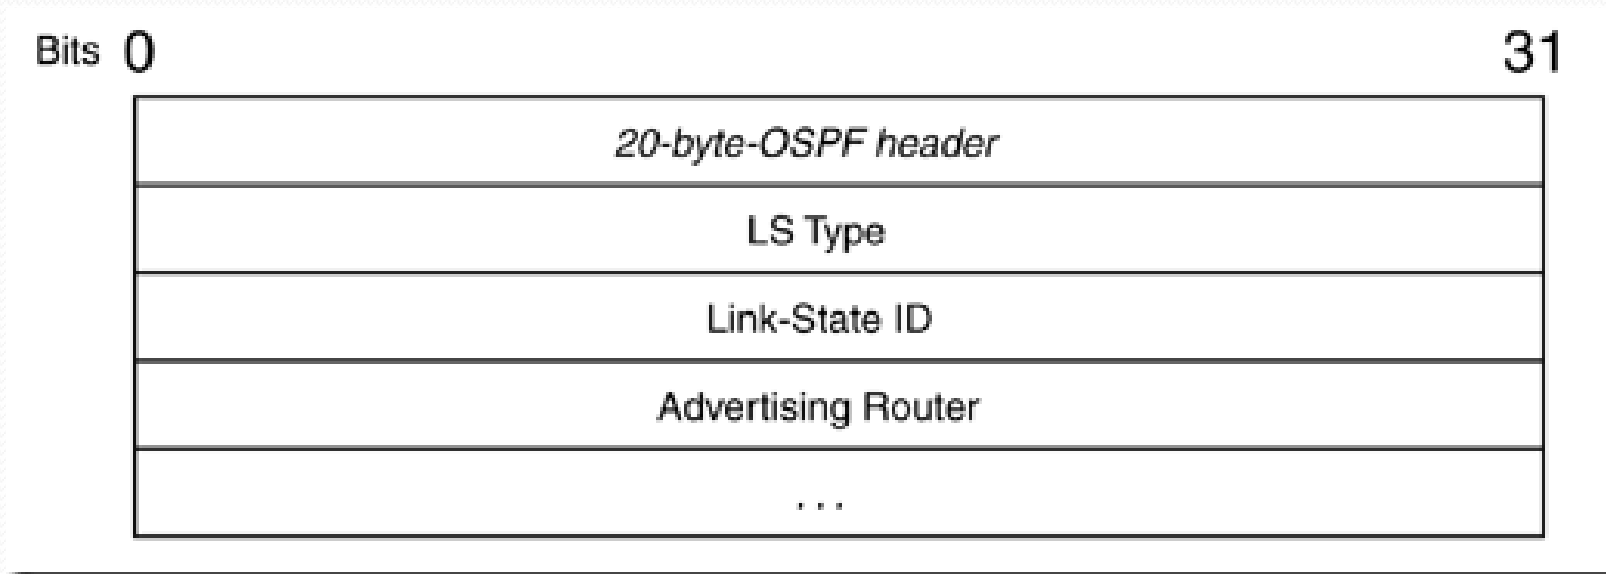 Bits 0 31
20-byte-OSPF header
LS Type
Link-State ID
Advertising Router
...